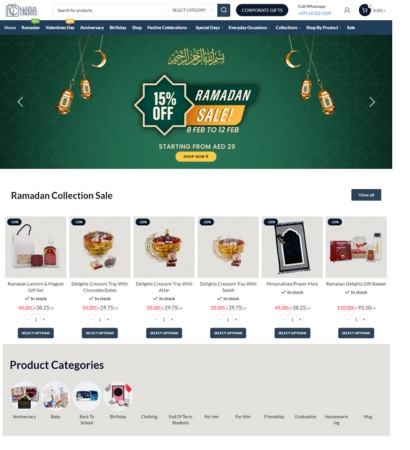 Search for products
SELECT CATEGORY
CORPORATE GIFTS
Call/Whatsapp
0
Home Ramadan Valentines Day Anniversary Birthday Shop Festive Celebrations Special Days Everyday Occasions Collections Shop By Product Sale
15%
OFF
RAMADAN
SALE!
8 FEB TO 12 FEB
STARTING FROM AED 29
SHOP NOW
Ramadan Collection Sale
View all
-15% -15% -15% -15% -15% -15%
Ramadan Lantern & Magnet Gift Set
Delights Crescent Tray With Chocolate Dates
Delights Crescent Tray With Attar
Delights Crescent Tray With Tasbih
Personalized Prayer Mats
Ramadan Delights Gift Basket
In stock In stock In stock In stock In stock In stock
45.00 38.25 35.00 29.75 35.00 29.75 35.00 29.75 45.00 38.25 110.00 93.50
- 1 + - 1 + - 1 + - 1 + - 1 + - 1 +
SELECT OPTIONS SELECT OPTIONS SELECT OPTIONS SELECT OPTIONS SELECT OPTIONS SELECT OPTIONS
Product Categories
Anniversary Baby Back To School Birthday Clothing End Of Term Students For Her For Him Friendship Graduation Housewarming Mug